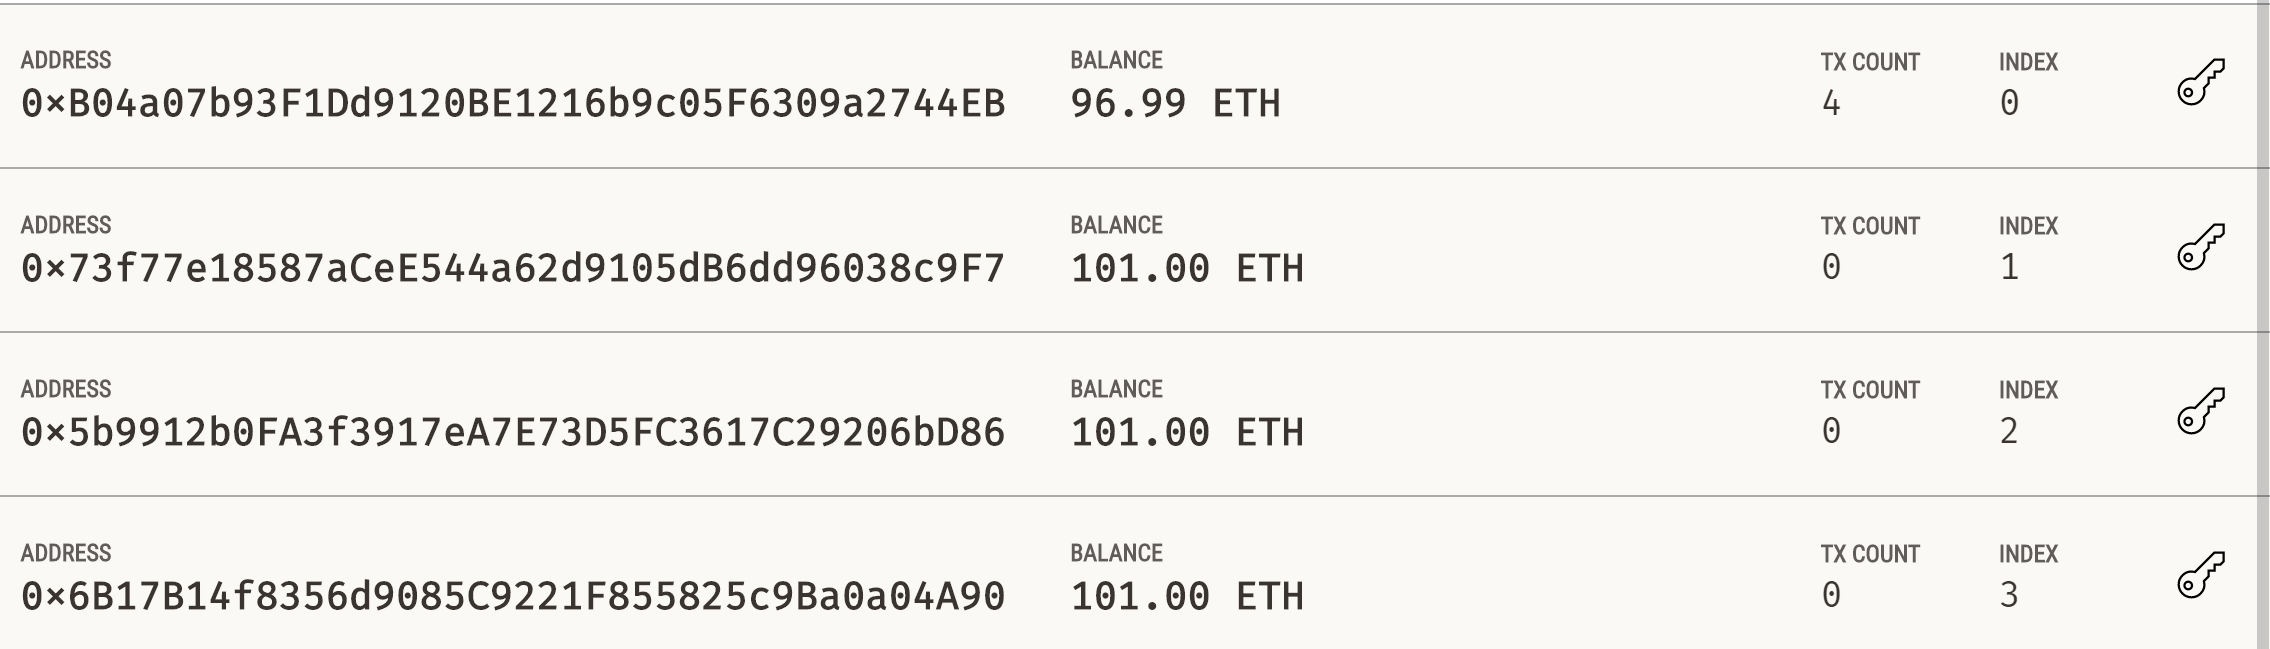 ADDRESS BALANCE TX COUNT INDEX
0×B04a07b93F1Dd9120BE1216b9c05F6309a2744EB 96.99 ETH 4 0
ADDRESS BALANCE TX COUNT INDEX
0×73f77e18587aCeE544a62d9105dB6dd96038c9F7 101.00 ETH 0 1
ADDRESS BALANCE TX COUNT INDEX
0×5b9912b0FA3f3917eA7E73D5FC3617C29206bD86 101.00 ETH 0 2
ADDRESS BALANCE TX COUNT INDEX
0×6B17B14f8356d9085C9221F855825c9Ba0a04A90 101.00 ETH 0 3